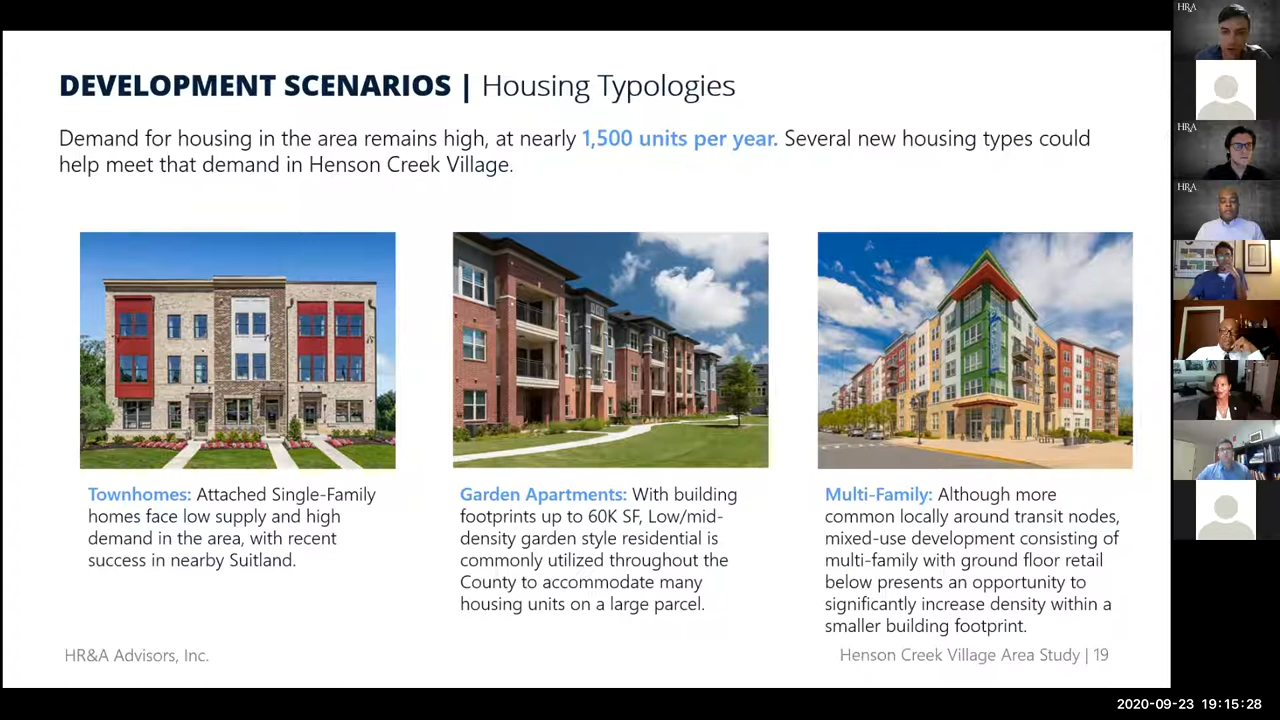 DEVELOPMENT SCENARIOS | Housing Typologies
Demand for housing in the area remains high, at nearly 1,500 units per year. Several new housing types could
help meet that demand in Henson Creek Village.
Townhomes: Attached Single-Family
homes face low supply and high
demand in the area, with recent
success in nearby Suitland.
Garden Apartments: With building
footprints up to 60K SF, Low/mid-
density garden style residential is
commonly utilized throughout the
County to accommodate many
housing units on a large parcel.
Multi-Family: Although more
common locally around transit nodes,
mixed-use development consisting of
multi-family with ground floor retail
below presents an opportunity to
significantly increase density within a
smaller building footprint.
HR&A Advisors, Inc.
Henson Creek Village Area Study | 19
HRA
HRA
HRA
2020-09-23 19:15:28